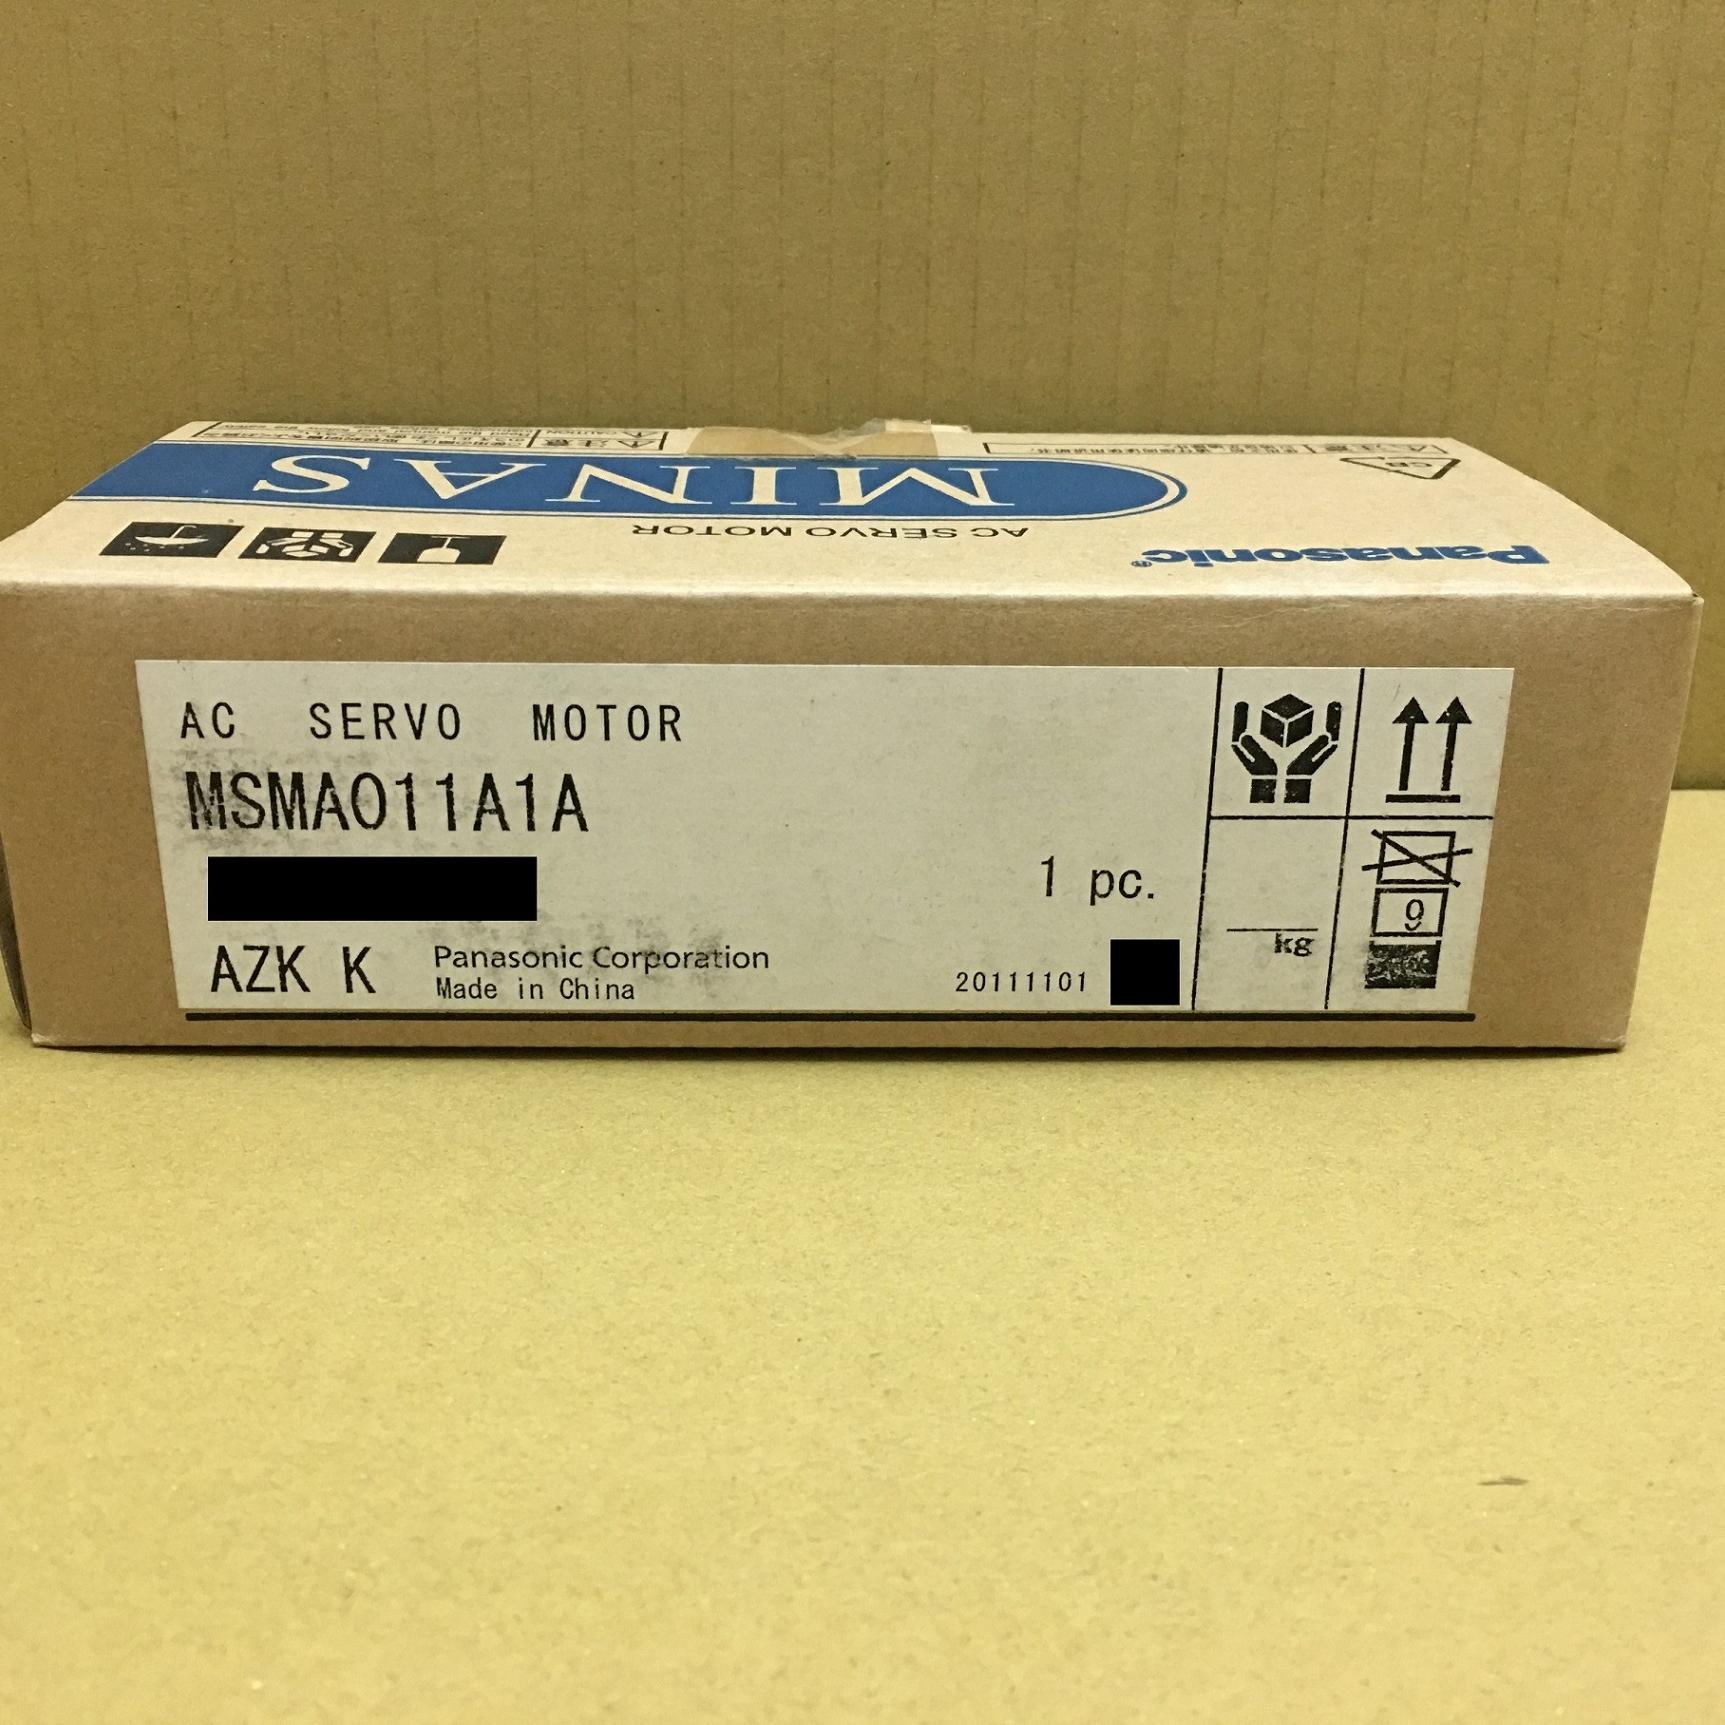 MINAS
AC SERVO MOTOR
Panasonic
AC SERVO MOTOR
MSMA011A1A
1 pc.
AZK K
Panasonic Corporation
Made in China
20111101
kg
9